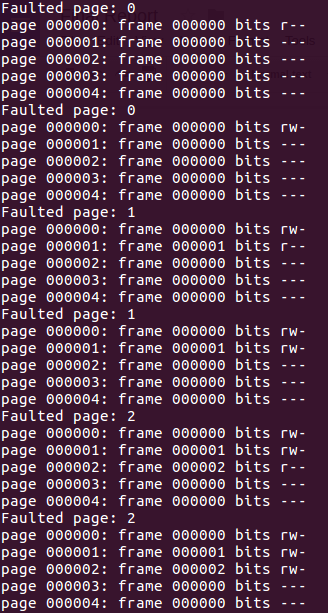 Faulted page: 0
page 000000: frame 000000 bits r--
page 000001: frame 000000 bits ---
page 000002: frame 000000 bits ---
page 000003: frame 000000 bits ---
page 000004: frame 000000 bits ---
Faulted page: 0
page 000000: frame 000000 bits rw-
page 000001: frame 000000 bits ---
page 000002: frame 000000 bits ---
page 000003: frame 000000 bits ---
page 000004: frame 000000 bits ---
Faulted page: 1
page 000000: frame 000000 bits rw-
page 000001: frame 000001 bits r--
page 000002: frame 000000 bits ---
page 000003: frame 000000 bits ---
page 000004: frame 000000 bits ---
Faulted page: 1
page 000000: frame 000000 bits rw-
page 000001: frame 000001 bits rw-
page 000002: frame 000000 bits ---
page 000003: frame 000000 bits ---
page 000004: frame 000000 bits ---
Faulted page: 2
page 000000: frame 000000 bits rw-
page 000001: frame 000001 bits rw-
page 000002: frame 000002 bits r--
page 000003: frame 000000 bits ---
page 000004: frame 000000 bits ---
Faulted page: 2
page 000000: frame 000000 bits rw-
page 000001: frame 000001 bits rw-
page 000002: frame 000002 bits rw-
page 000003: frame 000000 bits ---
page 000004: frame 000000 bits ---